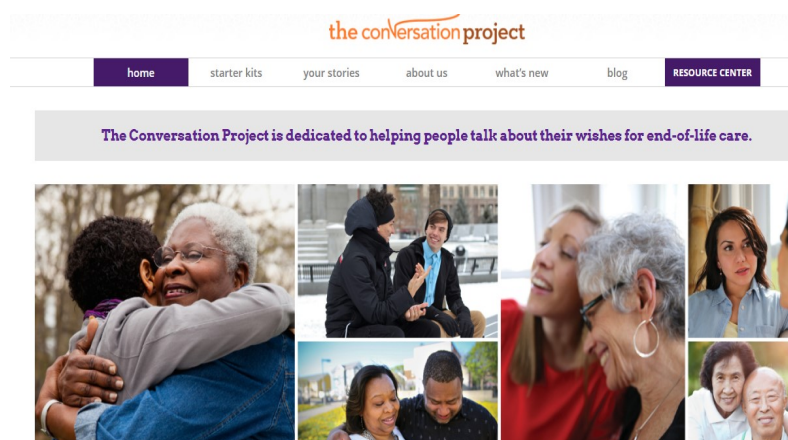 the conversation project
home starter kits your stories about us what's new blog RESOURCE CENTER
The Conversation Project is dedicated to helping people talk about their wishes for end-of-life care.